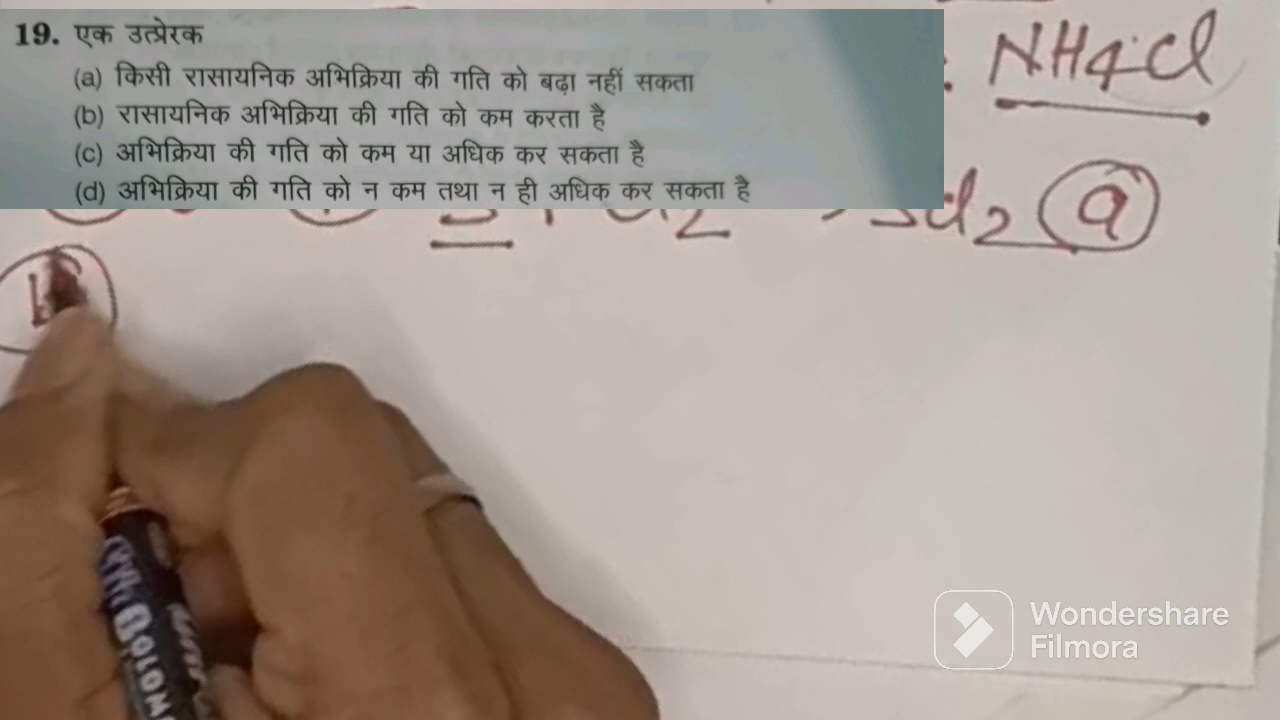 19. एक उत्प्रेरक
(a) किसी रासायनिक अभिक्रिया की गति को बढ़ा नहीं सकता
(b) रासायनिक अभिक्रिया की गति को कम करता है
(c) अभिक्रिया की गति को कम या अधिक कर सकता है
(d) अभिक्रिया की गति को न कम तथा न ही अधिक कर सकता है
NH4Cl
a
Wondershare
Filmora